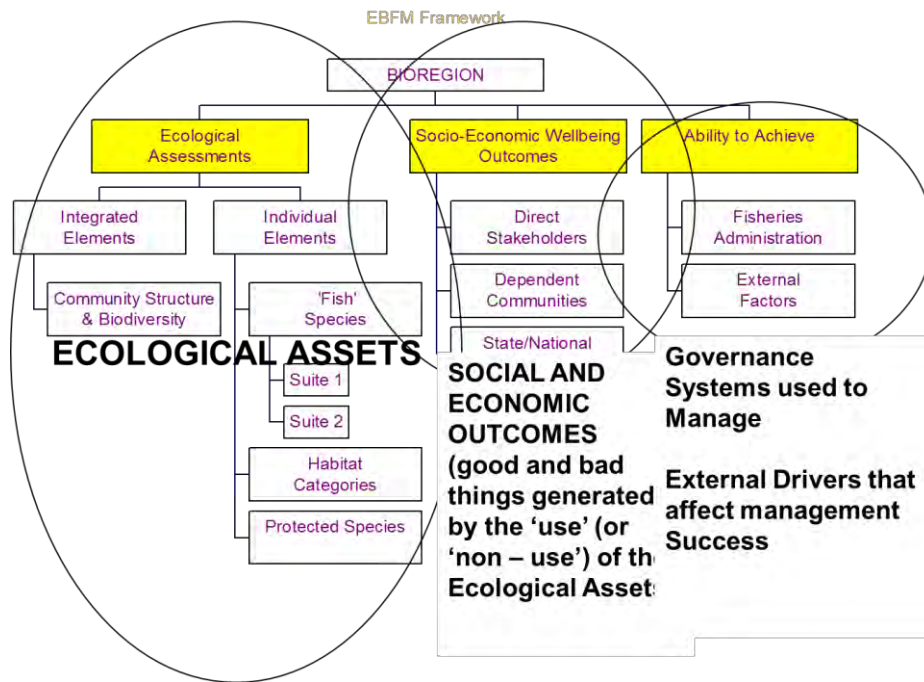 EBFM Framework
BIOREGION
Ecological
Assessments
Socio-Economic Wellbeing
Outcomes
Ability to Achieve
Integrated
Elements
Individual
Elements
Direct
Stakeholders
Fisheries
Administration
Community Structure
& Biodiversity
'Fish'
Species
Dependent
Communities
External
Factors
State/National
ECOLOGICAL ASSETS
Suite 1
Suite 2
Habitat
Categories
Protected Species
SOCIAL AND
ECONOMIC
OUTCOMES
(good and bad
things generated
by the ‘use’ (or
‘non – use’) of the
Ecological Assets
Governance
Systems used to
Manage
External Drivers that
affect management
Success